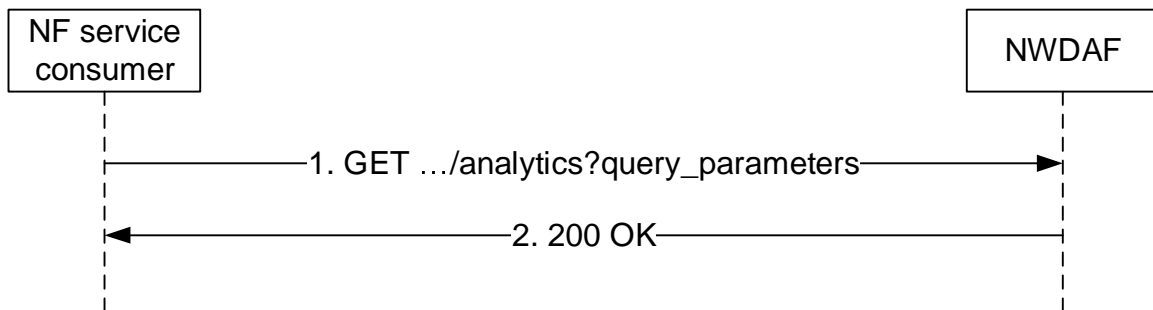 NF service
consumer
NWDAF
1. GET …/analytics?query_parameters
2. 200 OK